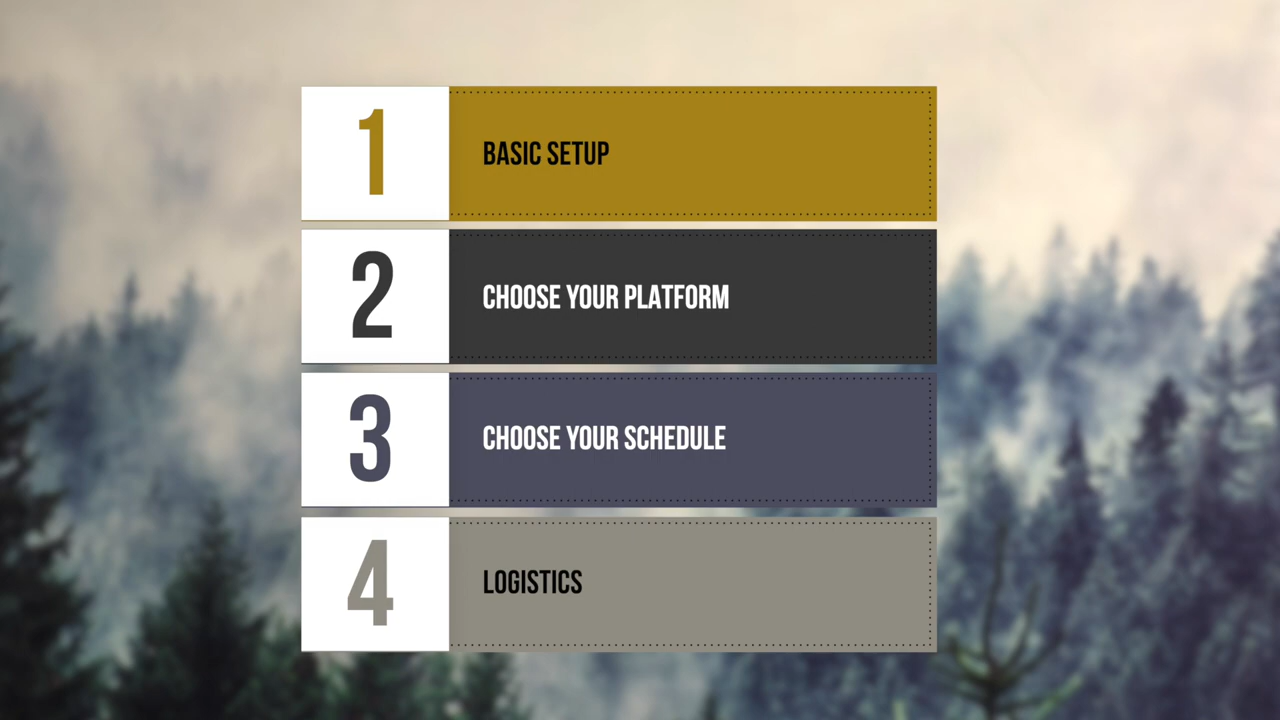 1
BASIC SETUP
2
CHOOSE YOUR PLATFORM
3
CHOOSE YOUR SCHEDULE
4
LOGISTICS